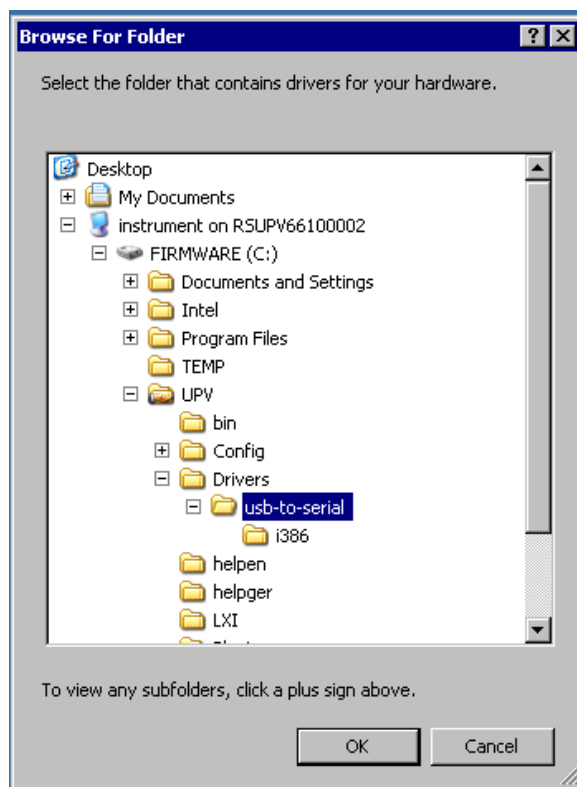 Browse For Folder
Select the folder that contains drivers for your hardware.
Desktop
My Documents
instrument on RSUPV66100002
FIRMWARE (C:)
Documents and Settings
Intel
Program Files
TEMP
UPV
bin
Config
Drivers
usb-to-serial
i386
helpen
helpger
LXI
To view any subfolders, click a plus sign above.
OK Cancel